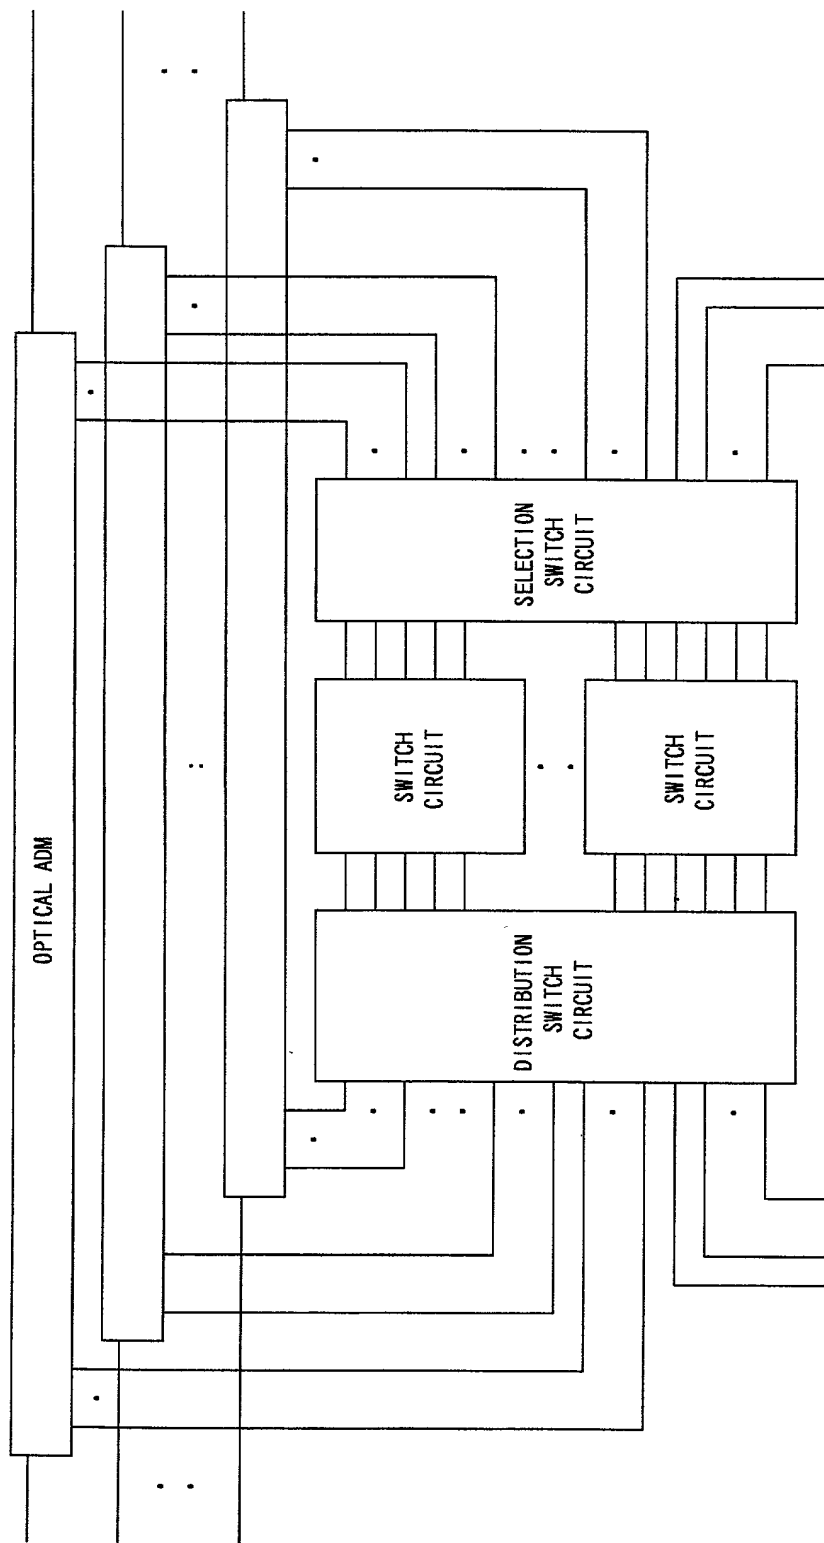 OPTICAL ADM
DISTRIBUTION
SWITCH
CIRCUIT
SWITCH
CIRCUIT
SWITCH
CIRCUIT
SELECTION
SWITCH
CIRCUIT